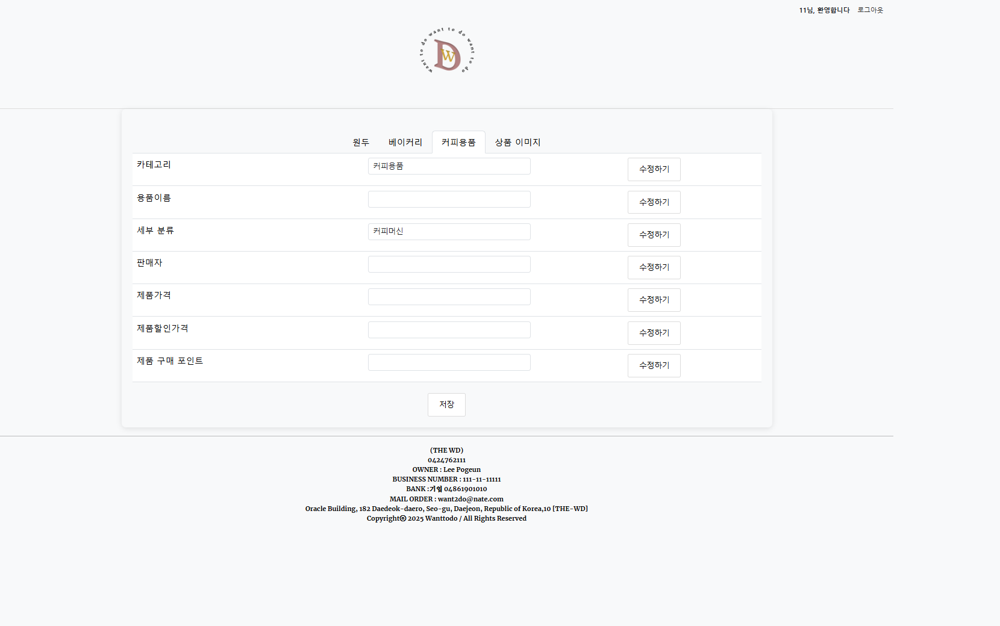 11님, 환영합니다 로그아웃
want to do want to do want to do
D
W
원두 베이커리 커피용품 상품 이미지
카테고리 커피용품 수정하기
용품이름 수정하기
세부 분류 커피머신 수정하기
판매자 수정하기
제품가격 수정하기
제품할인가격 수정하기
제품 구매 포인트 수정하기
저장
(THE WD)
0424762111
OWNER : Lee Pogeun
BUSINESS NUMBER : 111-11-11111
BANK :기업 04861901010
MAIL ORDER : want2do@nate.com
Oracle Building, 182 Daedeok-daero, Seo-gu, Daejeon, Republic of Korea,10 [THE-WD]
Copyrightⓒ 2025 Wanttodo / All Rights Reserved